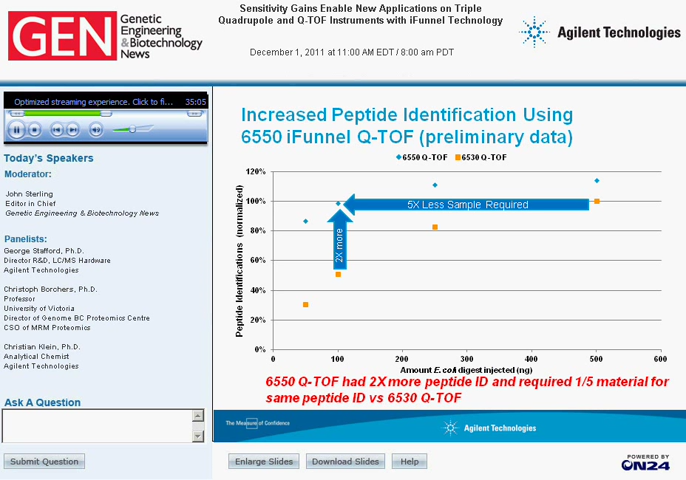 GEN Genetic
Engineering
& Biotechnology
News
Sensitivity Gains Enable New Applications on Triple
Quadrupole and Q-TOF Instruments with iFunnel Technology
December 1, 2011 at 11:00 AM EDT / 8:00 am PDT
Agilent Technologies
Optimized streaming experience. Click to fi... 35:05
Today's Speakers
Moderator:
John Sterling
Editor in Chief
Genetic Engineering & Biotechnology News
Panelists:
George Stafford, Ph.D.
Director R&D, LC/MS Hardware
Agilent Technologies
Christoph Borchers, Ph.D.
Professor
University of Victoria
Director of Genome BC Proteomics Centre
CSO of MRM Proteomics
Christian Klein, Ph.D.
Analytical Chemist
Agilent Technologies
Ask A Question
Submit Question
Increased Peptide Identification Using
6550 iFunnel Q-TOF (preliminary data)
6550 Q-TOF 6530 Q-TOF
Peptide Identifications (normalized)
120%
100%
80%
60%
40%
20%
0%
5X Less Sample Required
2X more
0 100 200 300 400 500 600
Amount E.coli digest injected (ng)
6550 Q-TOF had 2X more peptide ID and required 1/5 material for
same peptide ID vs 6530 Q-TOF
The Measure of Confidence
Agilent Technologies
Enlarge Slides Download Slides Help
POWERED BY
ON24